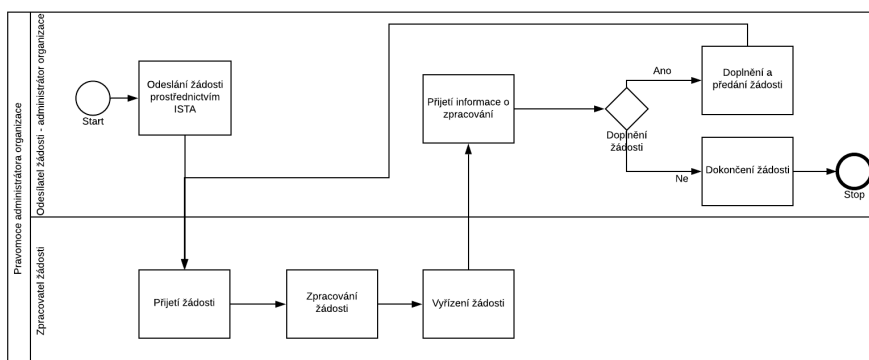 Pravomoce administrátora organizace
Odesílatel žádosti - administrátor organizace
Start
Odeslání žádosti
prostřednictvím
ISTA
Přijetí informace o
zpracování
Doplnění
žádosti
Ano
Doplnění a
předání žádosti
Ne
Dokončení žádosti
Stop
Zpracovatel žádosti
Přijetí žádosti
Zpracování
žádosti
Vyřízení žádosti